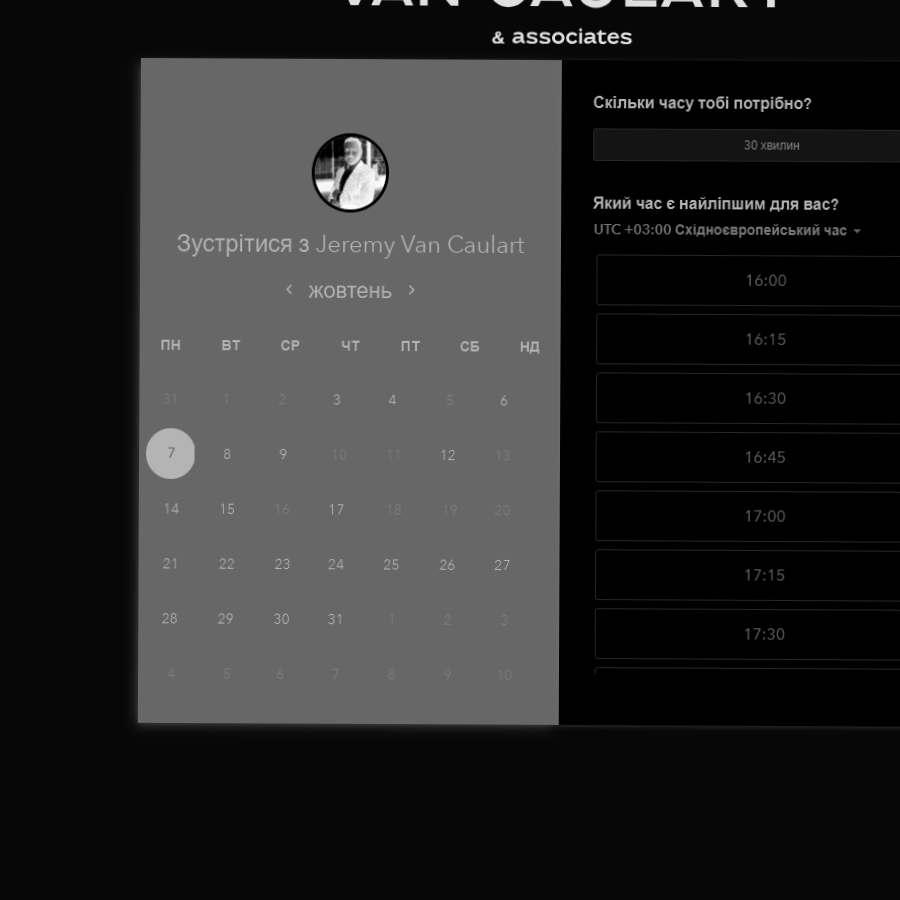 VAN CAULART
& associates
Зустрітися з Jeremy Van Caulart
жовтень
ПН ВТ СР ЧТ ПТ СБ НД
31 1 2 3 4 5 6
7 8 9 10 11 12 13
14 15 16 17 18 19 20
21 22 23 24 25 26 27
28 29 30 31 1 2 3
4 5 6 7 8 9 10
Скільки часу тобі потрібно?
30 хвилин
Який час є найліпшим для вас?
UTC +03:00 Східноєвропейський час
16:00
16:15
16:30
16:45
17:00
17:15
17:30